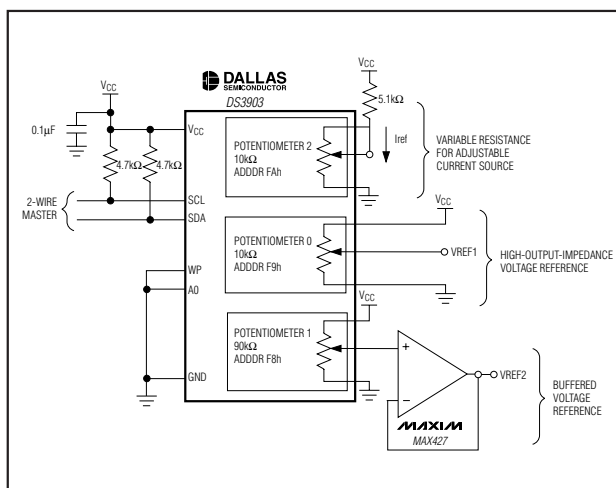 DALLAS
SEMICONDUCTOR
DS3903
VCC
0.1µF
4.7kΩ
4.7kΩ
2-WIRE
MASTER
VCC
SCL
SDA
WP
A0
GND
POTENTIOMETER 2
10kΩ
ADDDR FAh
POTENTIOMETER 0
10kΩ
ADDDR F9h
POTENTIOMETER 1
90kΩ
ADDDR F8h
VCC
5.1kΩ
Iref
VARIABLE RESISTANCE
FOR ADJUSTABLE
CURRENT SOURCE
VCC
VREF1
HIGH-OUTPUT-IMPEDANCE
VOLTAGE REFERENCE
VCC
+
−
VREF2
MAXIM
MAX427
BUFFERED
VOLTAGE
REFERENCE